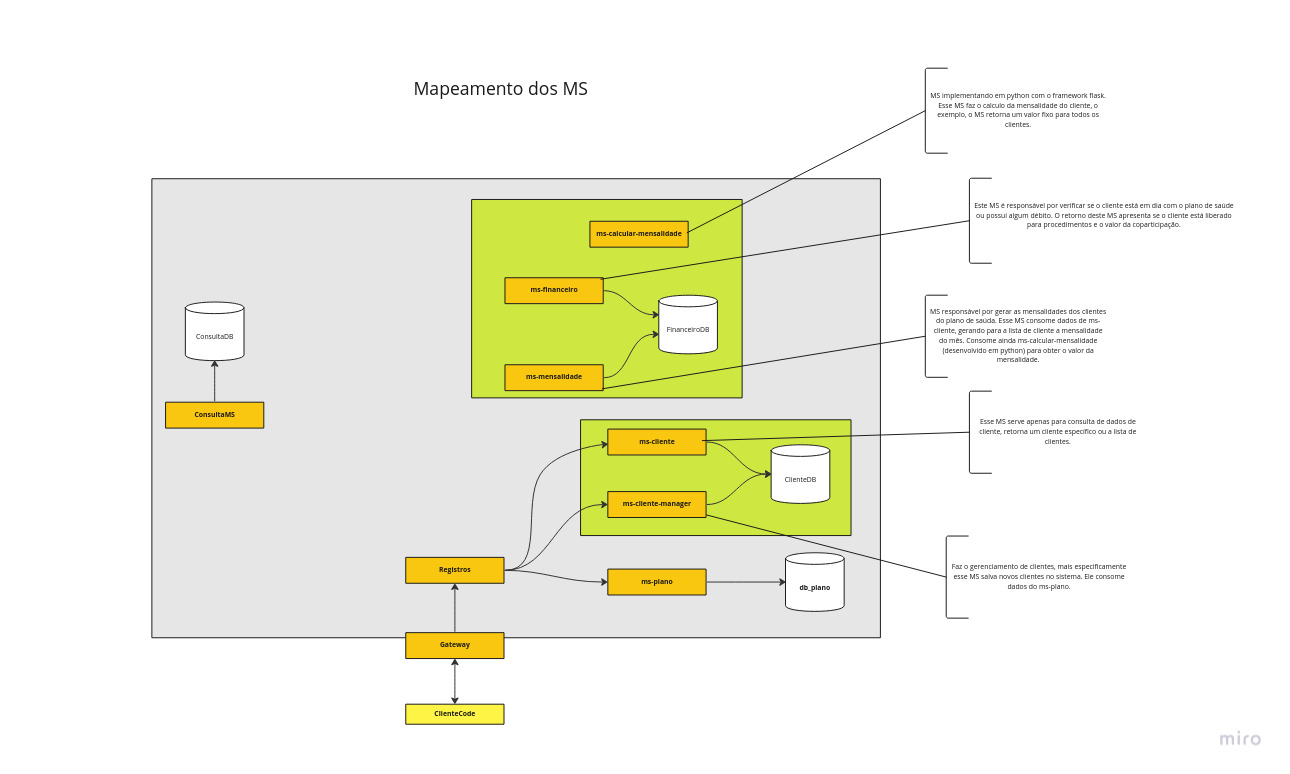 Mapeamento dos MS
MS implementando em python com o framework flask.
Esse MS faz o calculo da mensalidade do cliente, o
exemplo, o MS retorna um valor fixo para todos os
clientes.
Este MS é responsável por verificar se o cliente está em dia com o plano de saúde
ou possui algum débito. O retorno deste MS apresenta se o cliente está liberado
para procedimentos e o valor da coparticipação.
ms-calcular-mensalidade
ms-financeiro
FinanceiroDB
ms-mensalidade
ConsultaDB
ConsultaMS
MS responsável por gerar as mensalidades dos clientes
do plano de saúda. Esse MS consome dados de ms-
cliente, gerando para a lista de cliente a mensalidade
do mês. Consome ainda ms-calcular-mensalidade
(desenvolvido em python) para obter o valor da
mensalidade.
Esse MS serve apenas para consulta de dados de
cliente, retorna um cliente específico ou a lista de
clientes.
ms-cliente
ClienteDB
ms-cliente-manager
Faz o gerenciamento de clientes, mais especificamente
esse MS salva novos clientes no sistema. Ele consome
dados do ms-plano.
Registros
ms-plano
db_plano
Gateway
ClienteCode
miro